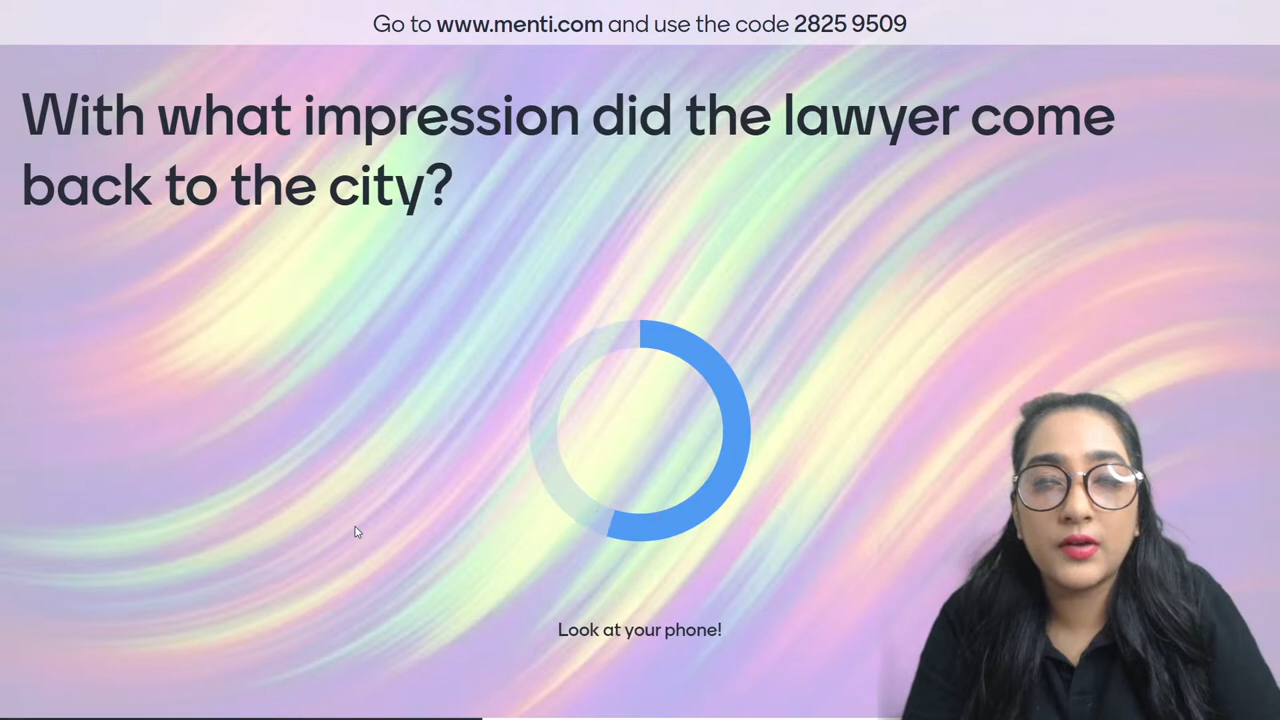 Go to www.menti.com and use the code 2825 9509
With what impression did the lawyer come
back to the city?
Look at your phone!